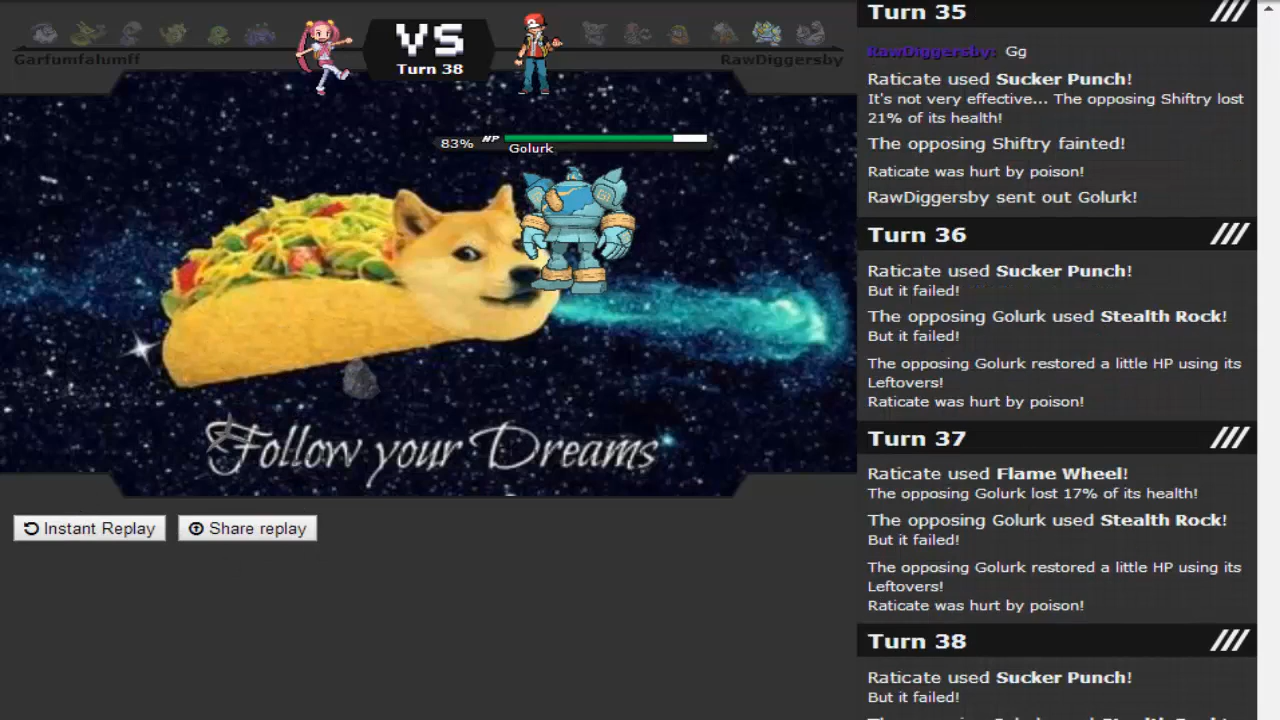 VS
Turn 38
Garfumfalumff
RawDiggersby
83% HP
Golurk
Follow your Dreams
Instant Replay
Share replay
Turn 35
RawDiggersby: Gg
Raticate used Sucker Punch!
It's not very effective... The opposing Shiftry lost
21% of its health!
The opposing Shiftry fainted!
Raticate was hurt by poison!
RawDiggersby sent out Golurk!
Turn 36
Raticate used Sucker Punch!
But it failed!
The opposing Golurk used Stealth Rock!
But it failed!
The opposing Golurk restored a little HP using its
Leftovers!
Raticate was hurt by poison!
Turn 37
Raticate used Flame Wheel!
The opposing Golurk lost 17% of its health!
The opposing Golurk used Stealth Rock!
But it failed!
The opposing Golurk restored a little HP using its
Leftovers!
Raticate was hurt by poison!
Turn 38
Raticate used Sucker Punch!
But it failed!